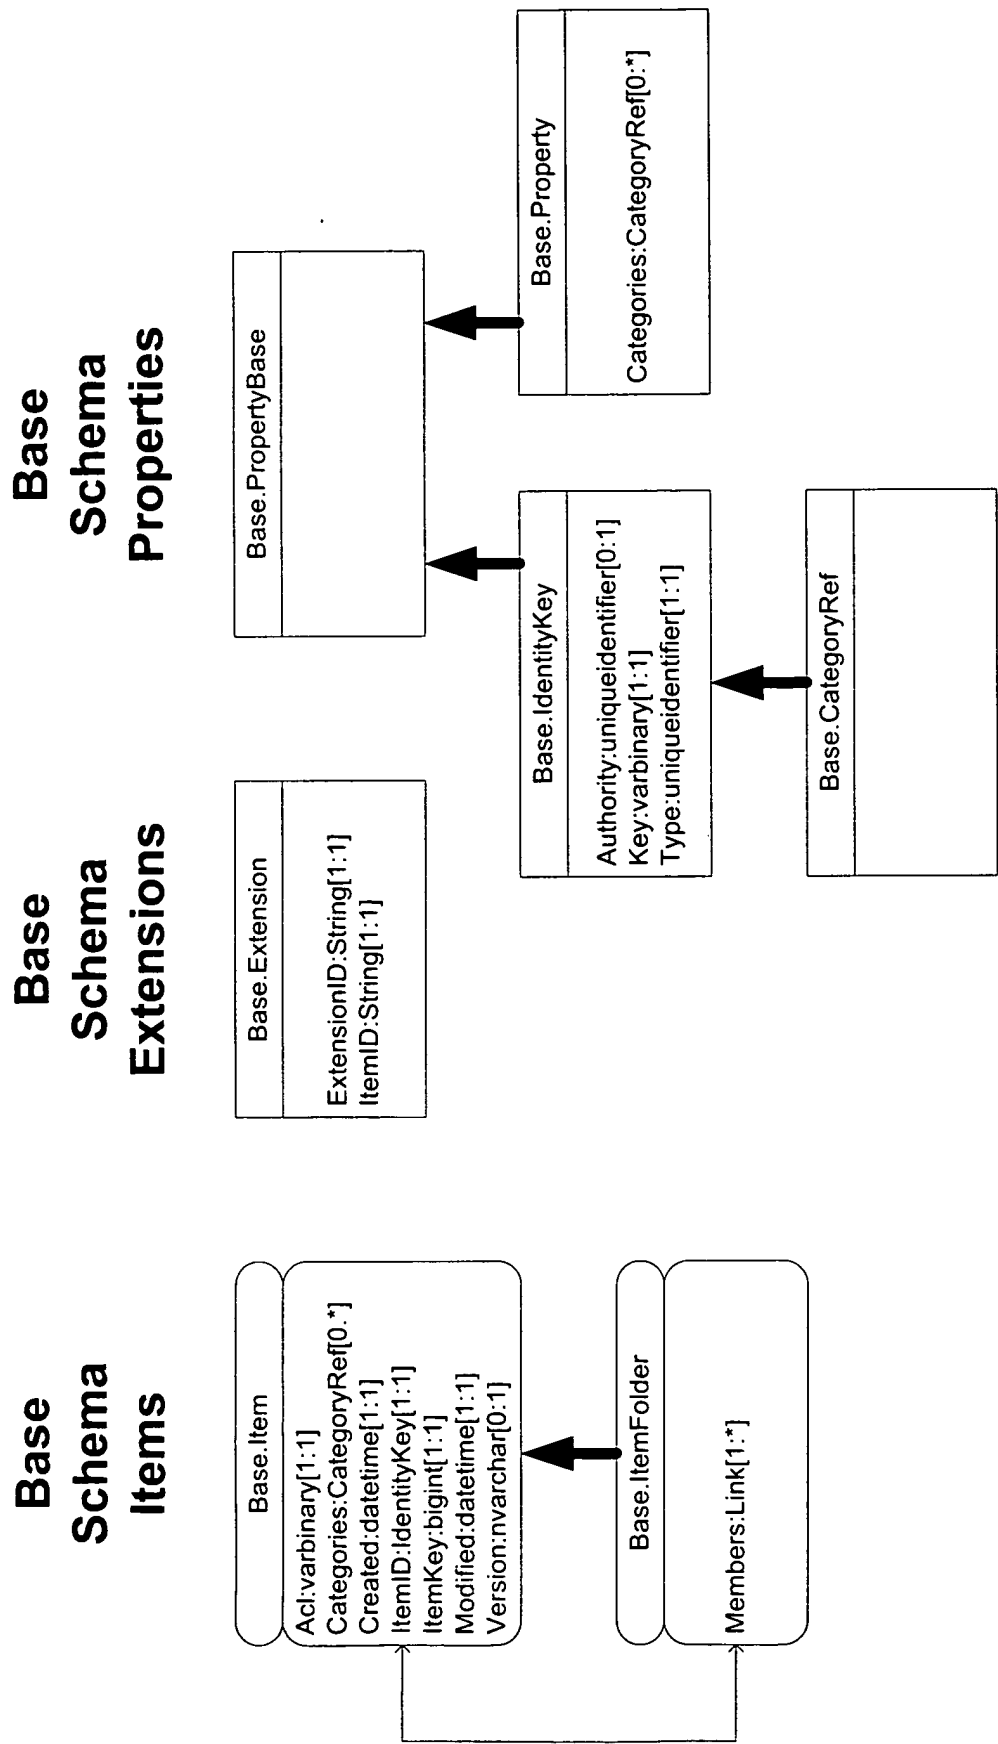 Base
Schema
Items
Base.Item
Acl:varbinary[1:1]
Categories:CategoryRef[0.*]
Created:datetime[1:1]
ItemID:IdentityKey[1:1]
ItemKey:bigint[1:1]
Modified:datetime[1:1]
Version:nvarchar[0:1]
Base.ItemFolder
Members:Link[1:*]
Base
Schema
Extensions
Base.Extension
ExtensionID:String[1:1]
ItemID:String[1:1]
Base
Schema
Properties
Base.PropertyBase
Base.IdentityKey
Authority:uniqueidentifier[0:1]
Key:varbinary[1:1]
Type:uniqueidentifier[1:1]
Base.Property
Categories:CategoryRef[0:*]
Base.CategoryRef